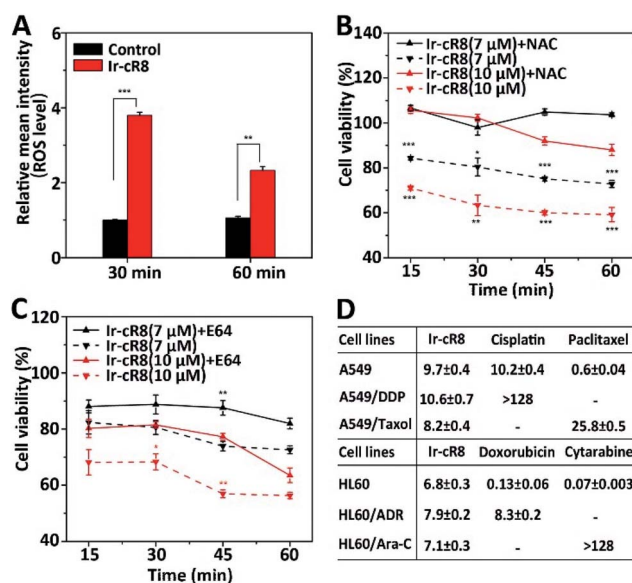 A
Control
Ir-cR8
Relative mean intensity
(ROS level)
6
4
2
0
***
**
30 min
60 min
B
Ir-cR8(7 μM)+NAC
Ir-cR8(7 μM)
Ir-cR8(10 μM)+NAC
Ir-cR8(10 μM)
Cell viability (%)
140
120
100
80
60
40
***
*
***
***
***
**
***
***
15
30
45
60
Time (min)
C
Ir-cR8(7 μM)+E64
Ir-cR8(7 μM)
Ir-cR8(10 μM)+E64
Ir-cR8(10 μM)
Cell viability (%)
120
100
80
60
40
**
*
**
15
30
45
60
Time (min)
D
Cell lines Ir-cR8 Cisplatin Paclitaxel
A549 9.7±0.4 10.2±0.4 0.6±0.04
A549/DDP 10.6±0.7 >128 -
A549/Taxol 8.2±0.4 - 25.8±0.5
Cell lines Ir-cR8 Doxorubicin Cytarabine
HL60 6.8±0.3 0.13±0.06 0.07±0.003
HL60/ADR 7.9±0.2 8.3±0.2 -
HL60/Ara-C 7.1±0.3 - >128